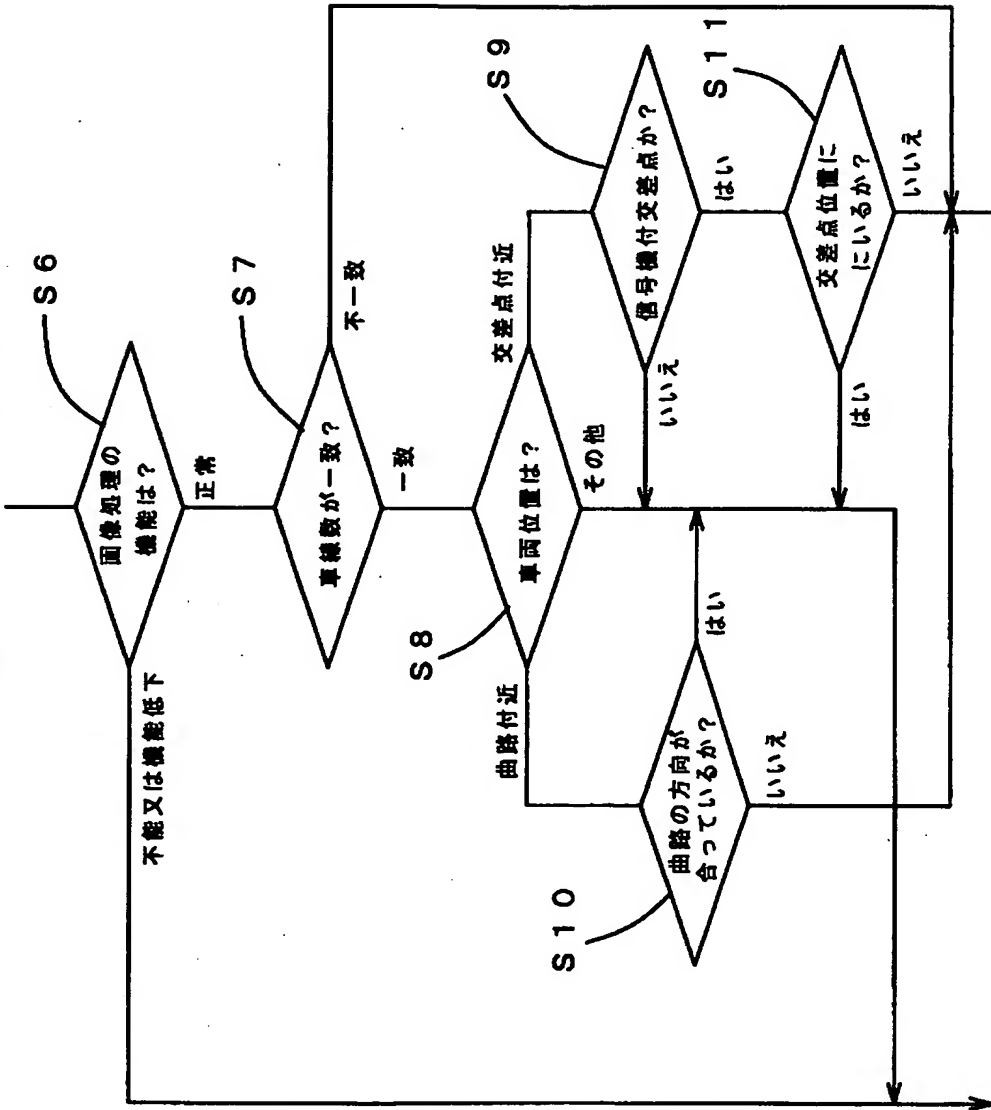 S6
画像処理の
機能は?
不能又は機能低下
正常
S7
車線数が一致?
不一致
一致
S8
車両位置は?
曲路付近
交差点付近
その他
S9
信号機付交差点か?
いいえ
はい
S10
曲路の方向が
合っているか?
はい
いいえ
S11
交差点位置に
にいるか?
はい
いいえ